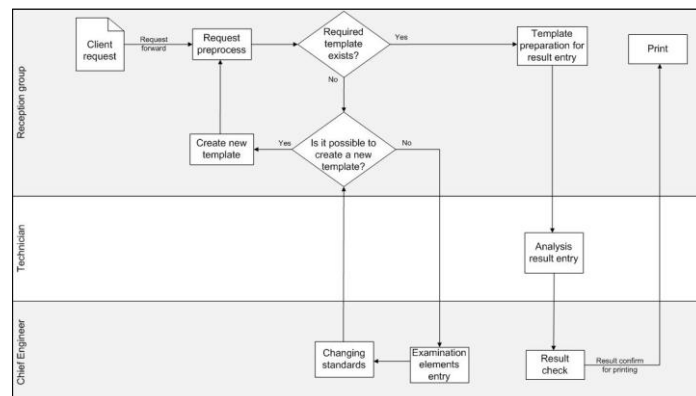 Reception group
Client
request
Request
forward
Request
preprocess
Required
template
exists?
Yes
Template
preparation for
result entry
Print
No
Create new
template
Yes
Is it possible to
create a new
template?
No
Technician
Analysis
result entry
Chief Engineer
Changing
standards
Examination
elements
entry
Result
check
Result confirm
for printing